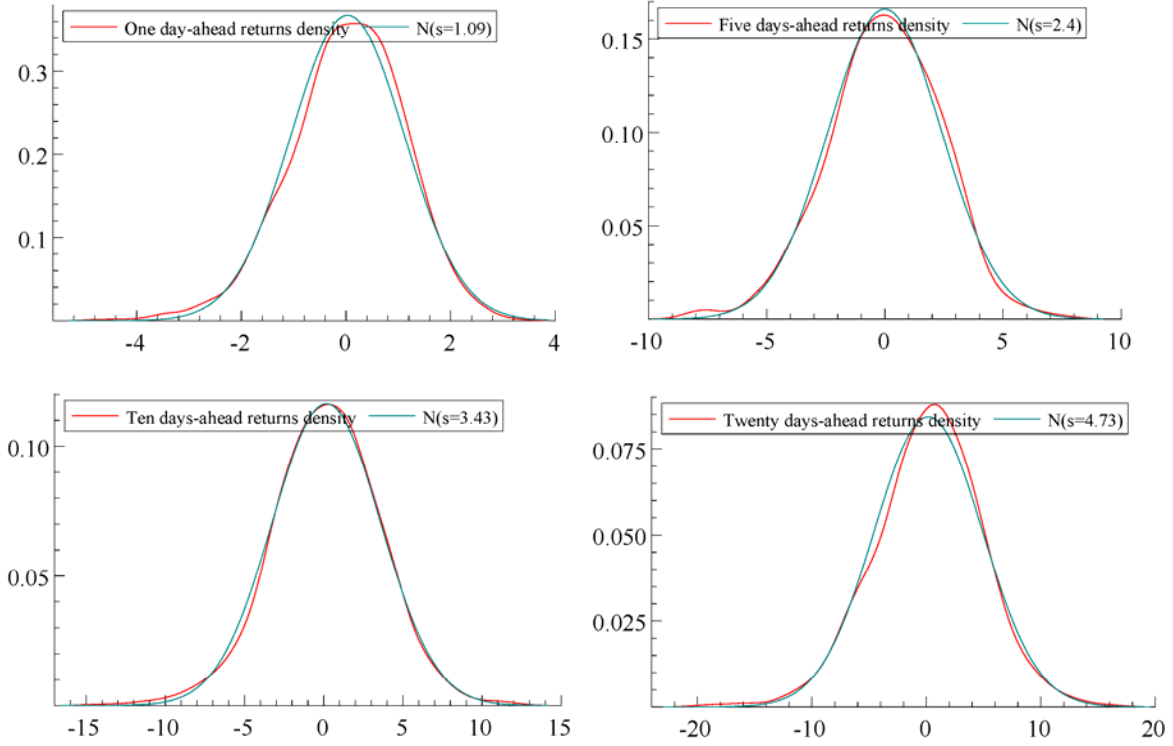 One day-ahead returns density N(s=1.09)
0.3
0.2
0.1
-4 -2 0 2 4
Five days-ahead returns density N(s=2.4)
0.15
0.10
0.05
-10 -5 0 5 10
Ten days-ahead returns density N(s=3.43)
0.10
0.05
-15 -10 -5 0 5 10 15
Twenty days-ahead returns density N(s=4.73)
0.075
0.050
0.025
-20 -10 0 10 20